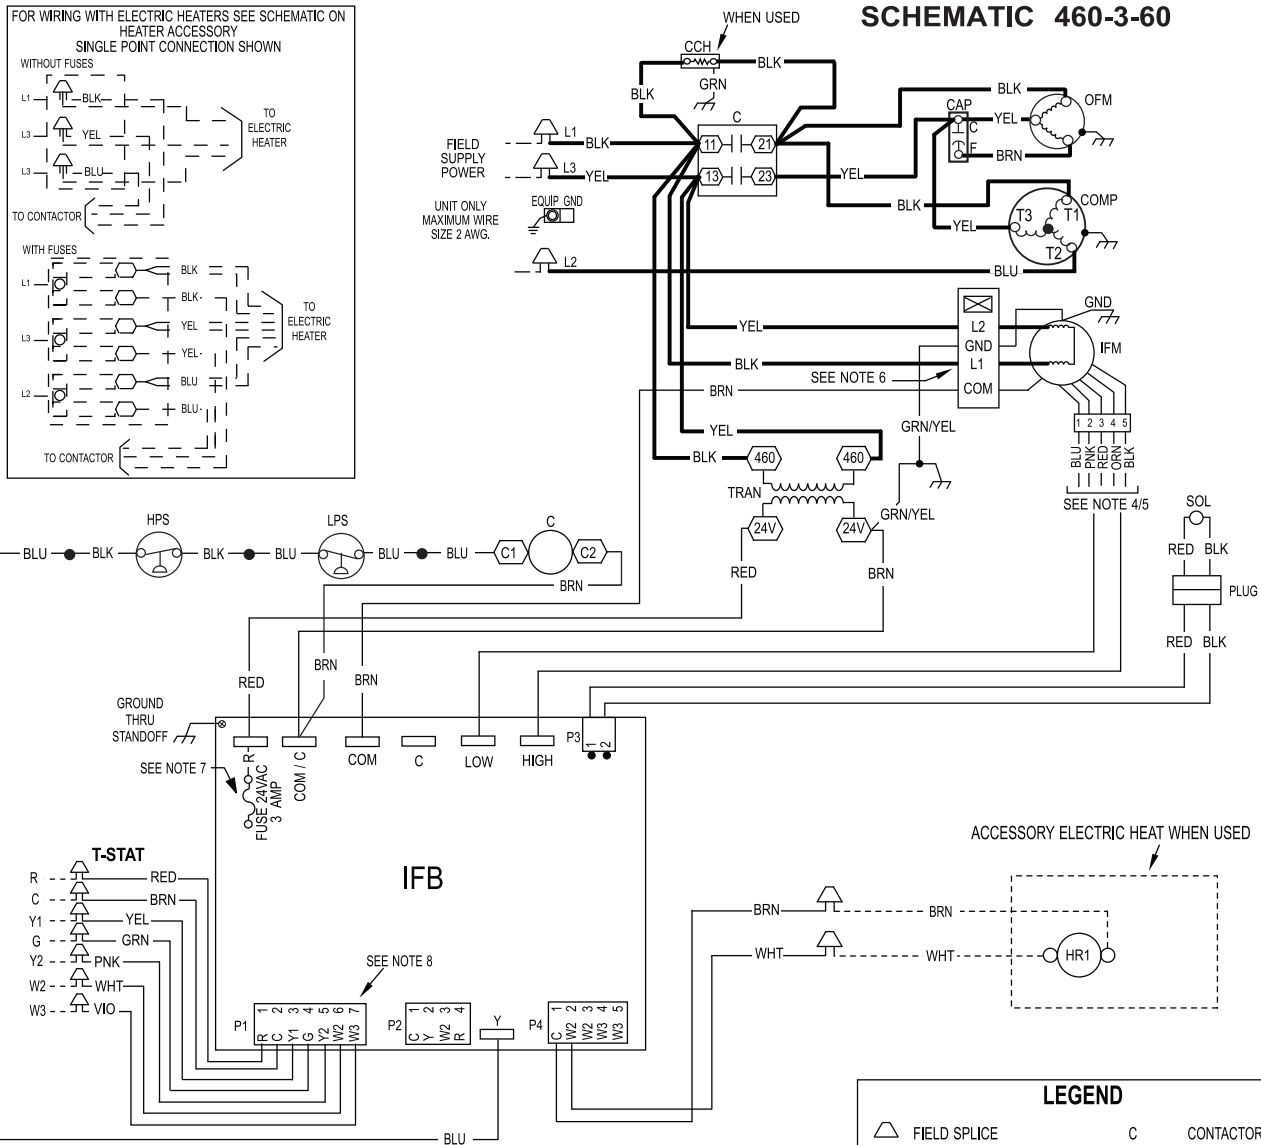 FOR WIRING WITH ELECTRIC HEATERS SEE SCHEMATIC ON
HEATER ACCESSORY
SINGLE POINT CONNECTION SHOWN
WITHOUT FUSES
L1
BLK
L3
YEL
L3
BLU
TO
ELECTRIC
HEATER
TO CONTACTOR
WITH FUSES
L1
BLK
BLK
L3
YEL
YEL
L2
BLU
BLU
TO
ELECTRIC
HEATER
TO CONTACTOR
SCHEMATIC 460-3-60
WHEN USED
CCH
BLK
BLK
GRN
C
11
21
13
23
FIELD
SUPPLY
POWER
L1
BLK
L3
YEL
UNIT ONLY
MAXIMUM WIRE
SIZE 2 AWG.
EQUIP GND
L2
BLU
BLK
CAP
C
F
YEL
BRN
OFM
YEL
BLK
YEL
COMP
T3
T1
T2
YEL
BLK
SEE NOTE 6
BRN
L2
GND
L1
COM
GND
IFM
1 2 3 4 5
BLU
PNK
RED
ORN
BLK
SEE NOTE 4/5
GRN/YEL
YEL
BLK
460
460
TRAN
24V
24V
GRN/YEL
RED
BRN
SOL
RED BLK
PLUG
RED BLK
BLU
BLK
HPS
BLK
BLU
LPS
BLU
BLU
C1
C
C2
BRN
RED
BRN
BRN
GROUND
THRU
STANDOFF
SEE NOTE 7
R
FUSE 24VAC
3 AMP
COM / C
COM
C
LOW
HIGH
P3
1
2
IFB
T-STAT
R
RED
C
BRN
Y1
YEL
G
GRN
Y2
PNK
W2
WHT
W3
VIO
SEE NOTE 8
P1
1 2 3 4 5 6 7
R C Y1 G Y2 W2 W3
P2
1 2 3 4
C Y W2 R
Y
P4
1 2 3 4 5
C W2 W2 W3 W3
BLU
ACCESSORY ELECTRIC HEAT WHEN USED
BRN
BRN
WHT
WHT
HR1
LEGEND
FIELD SPLICE
C
CONTACTOR